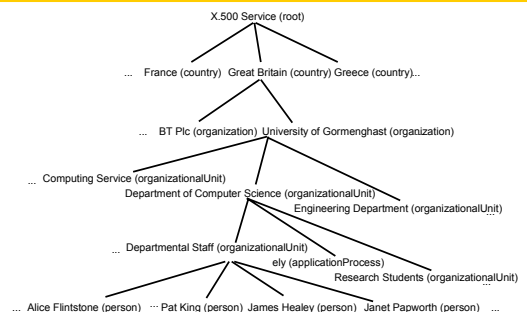 X.500 Service (root)
... France (country) Great Britain (country) Greece (country)...
... BT Plc (organization) University of Gormenghast (organization)
... Computing Service (organizationalUnit)
Department of Computer Science (organizationalUnit)
Engineering Department (organizationalUnit)
...
... Departmental Staff (organizationalUnit)
ely (applicationProcess)
Research Students (organizationalUnit)
...
... Alice Flintstone (person) ... Pat King (person) James Healey (person) Janet Papworth (person) ...